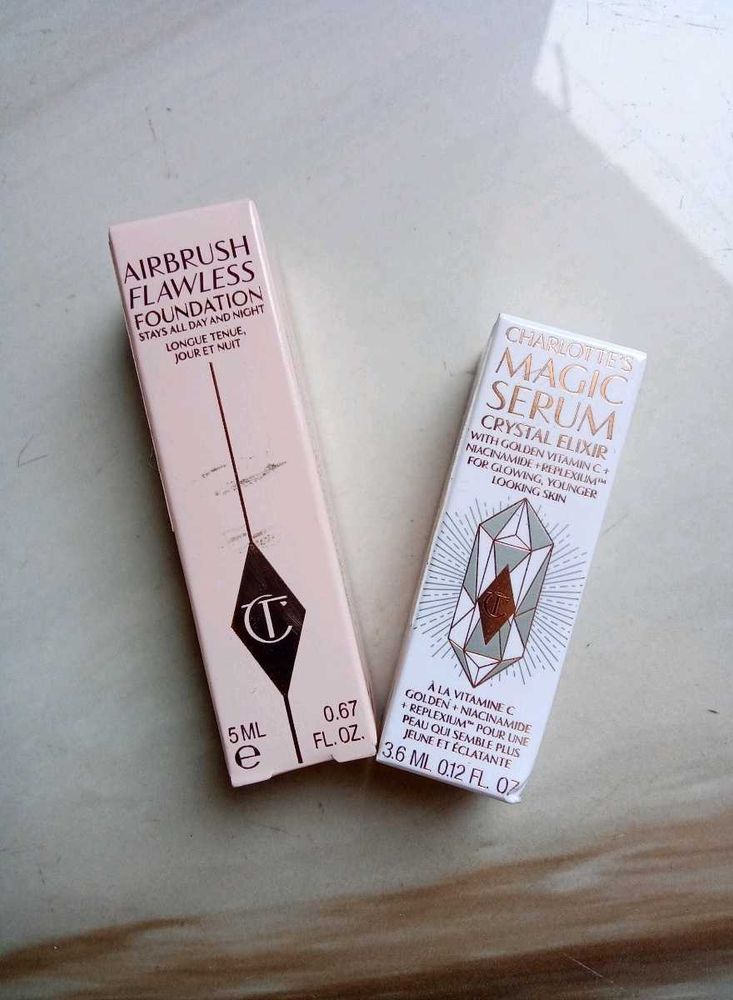 AIRBRUSH
FLAWLESS
FOUNDATION
STAYS ALL DAY AND NIGHT
LONGUE TENUE,
JOUR ET NUIT
CT
5 ML
e
0.67
FL. OZ.
CHARLOTTE'S
MAGIC
SERUM
CRYSTAL ELIXIR
WITH GOLDEN VITAMIN C +
NIACINAMIDE + REPLEXIUM™
FOR GLOWING, YOUNGER
LOOKING SKIN
CT
À LA VITAMINE C
GOLDEN + NIACINAMIDE
+ REPLEXIUM™ POUR UNE
PEAU QUI SEMBLE PLUS
JEUNE ET ÉCLATANTE
3.6 ML 0.12 FL. OZ